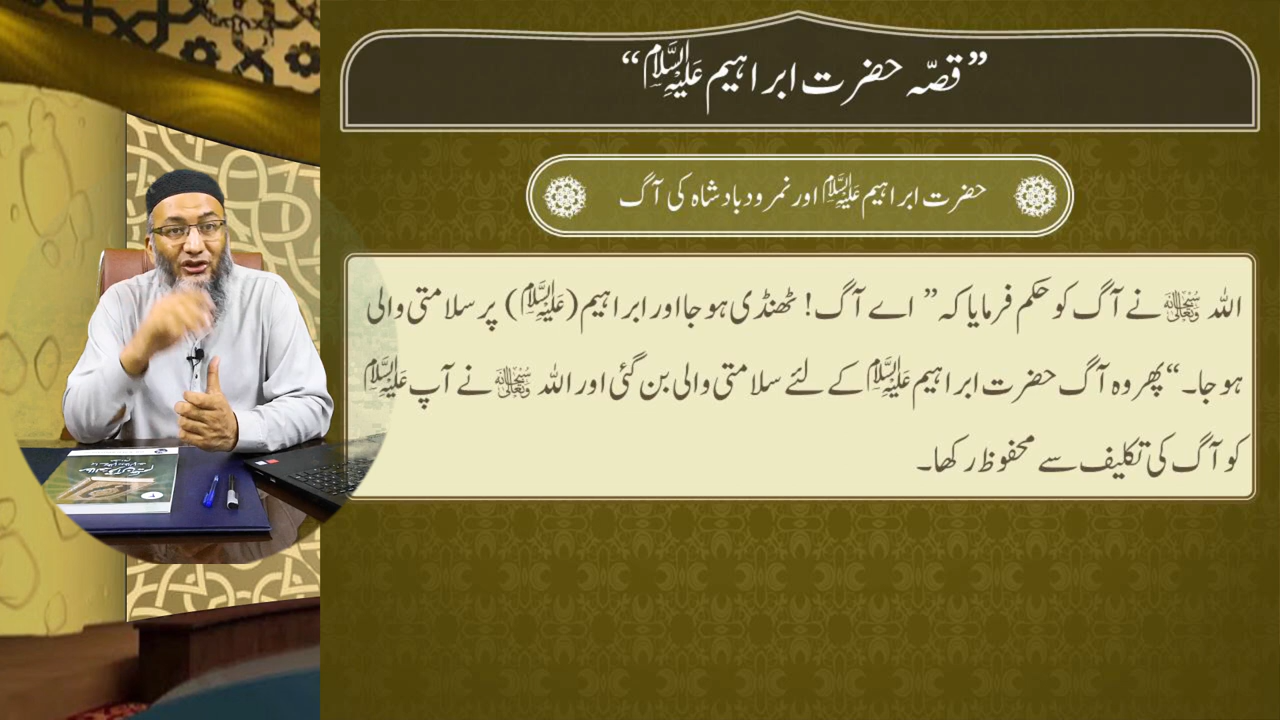 ”قصّہ حضرت ابراہیم علیہ السلام“
حضرت ابراہیم علیہ السلام اور نمرود بادشاہ کی آگ
اللہ سبحانہ وتعالیٰ نے آگ کو حکم فرمایا کہ ” اے آگ! ٹھنڈی ہو جا اور ابراہیم (علیہ السلام) پر سلامتی والی
ہو جا۔“ پھر وہ آگ حضرت ابراہیم علیہ السلام کے لئے سلامتی والی بن گئی اور اللہ سبحانہ وتعالیٰ نے آپ علیہ السلام
کو آگ کی تکلیف سے محفوظ رکھا۔